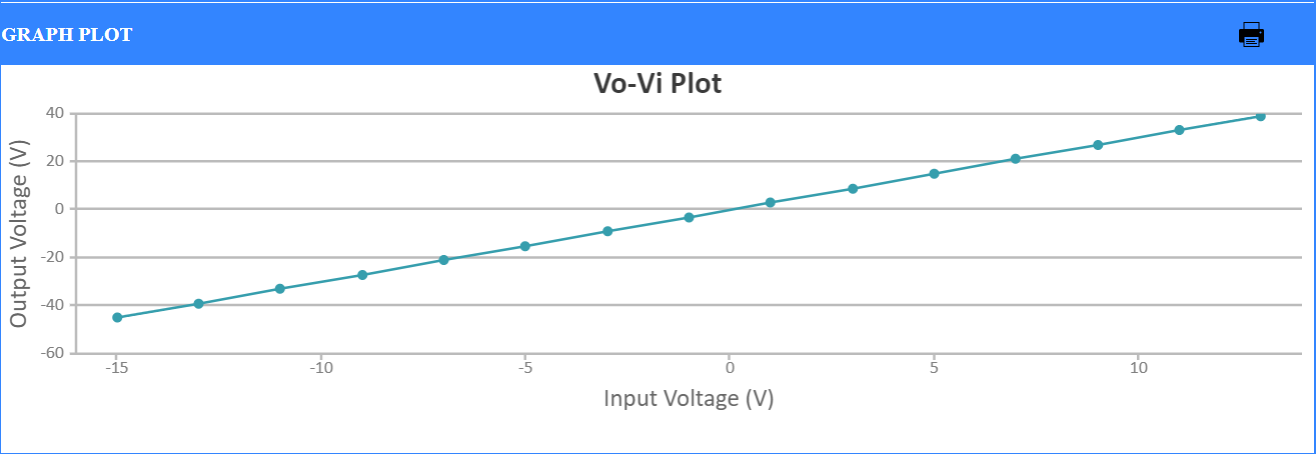 GRAPH PLOT
Vo-Vi Plot
40
20
0
-20
-40
-60
Output Voltage (V)
-15 -10 -5 0 5 10
Input Voltage (V)